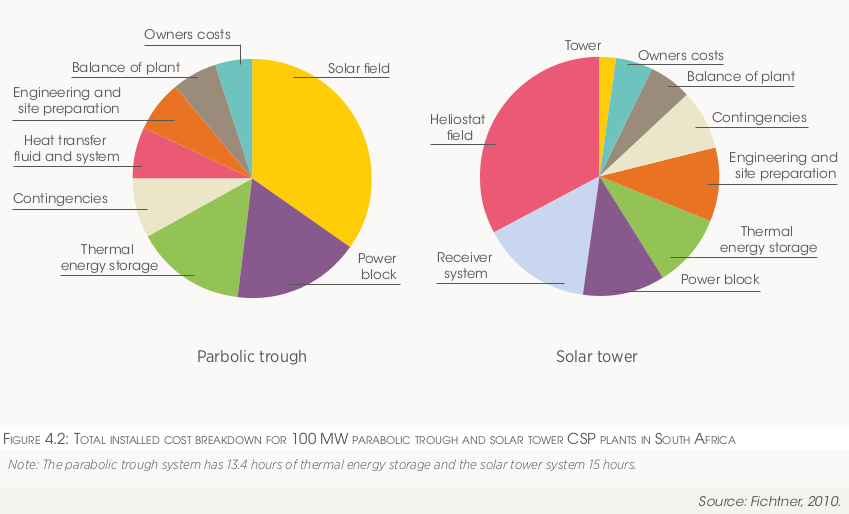 Owners costs
Solar field
Balance of plant
Engineering and
site preparation
Heat transfer
fluid and system
Contingencies
Thermal
energy storage
Power
block
Parbolic trough
Tower
Owners costs
Balance of plant
Contingencies
Heliostat
field
Engineering and
site preparation
Thermal
energy storage
Receiver
system
Power block
Solar tower
Figure 4.2: Total installed cost breakdown for 100 MW parabolic trough and solar tower CSP plants in South Africa
Note: The parabolic trough system has 13.4 hours of thermal energy storage and the solar tower system 15 hours.
Source: Fichtner, 2010.